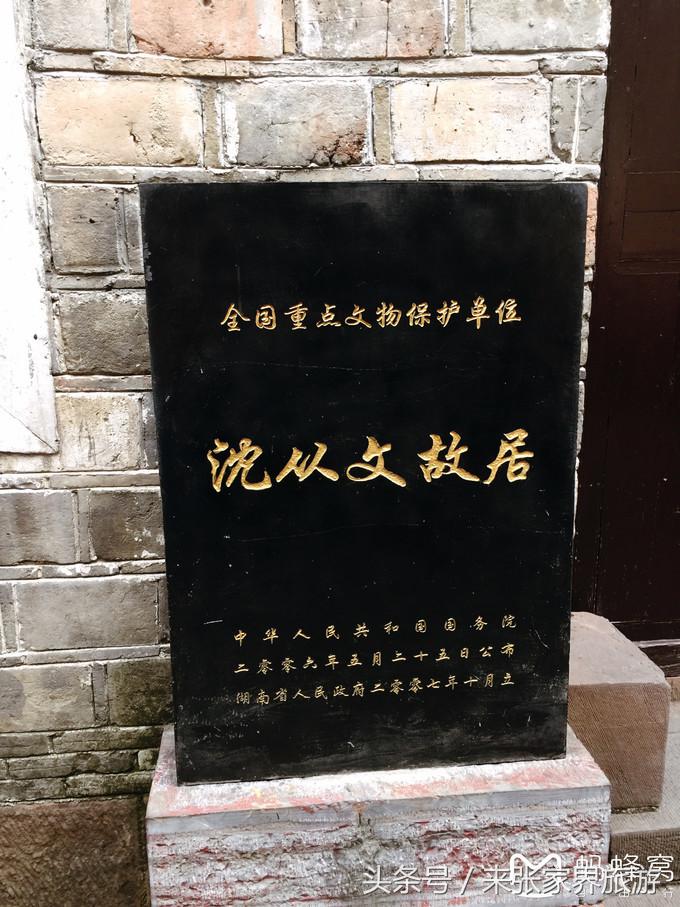 全国重点文物保护单位
沈从文故居
中华人民共和国国务院
二零零六年五月二十五日公布
湖南省人民政府二零零七年十月立
蚂蜂窝
头条号/来张家界旅游